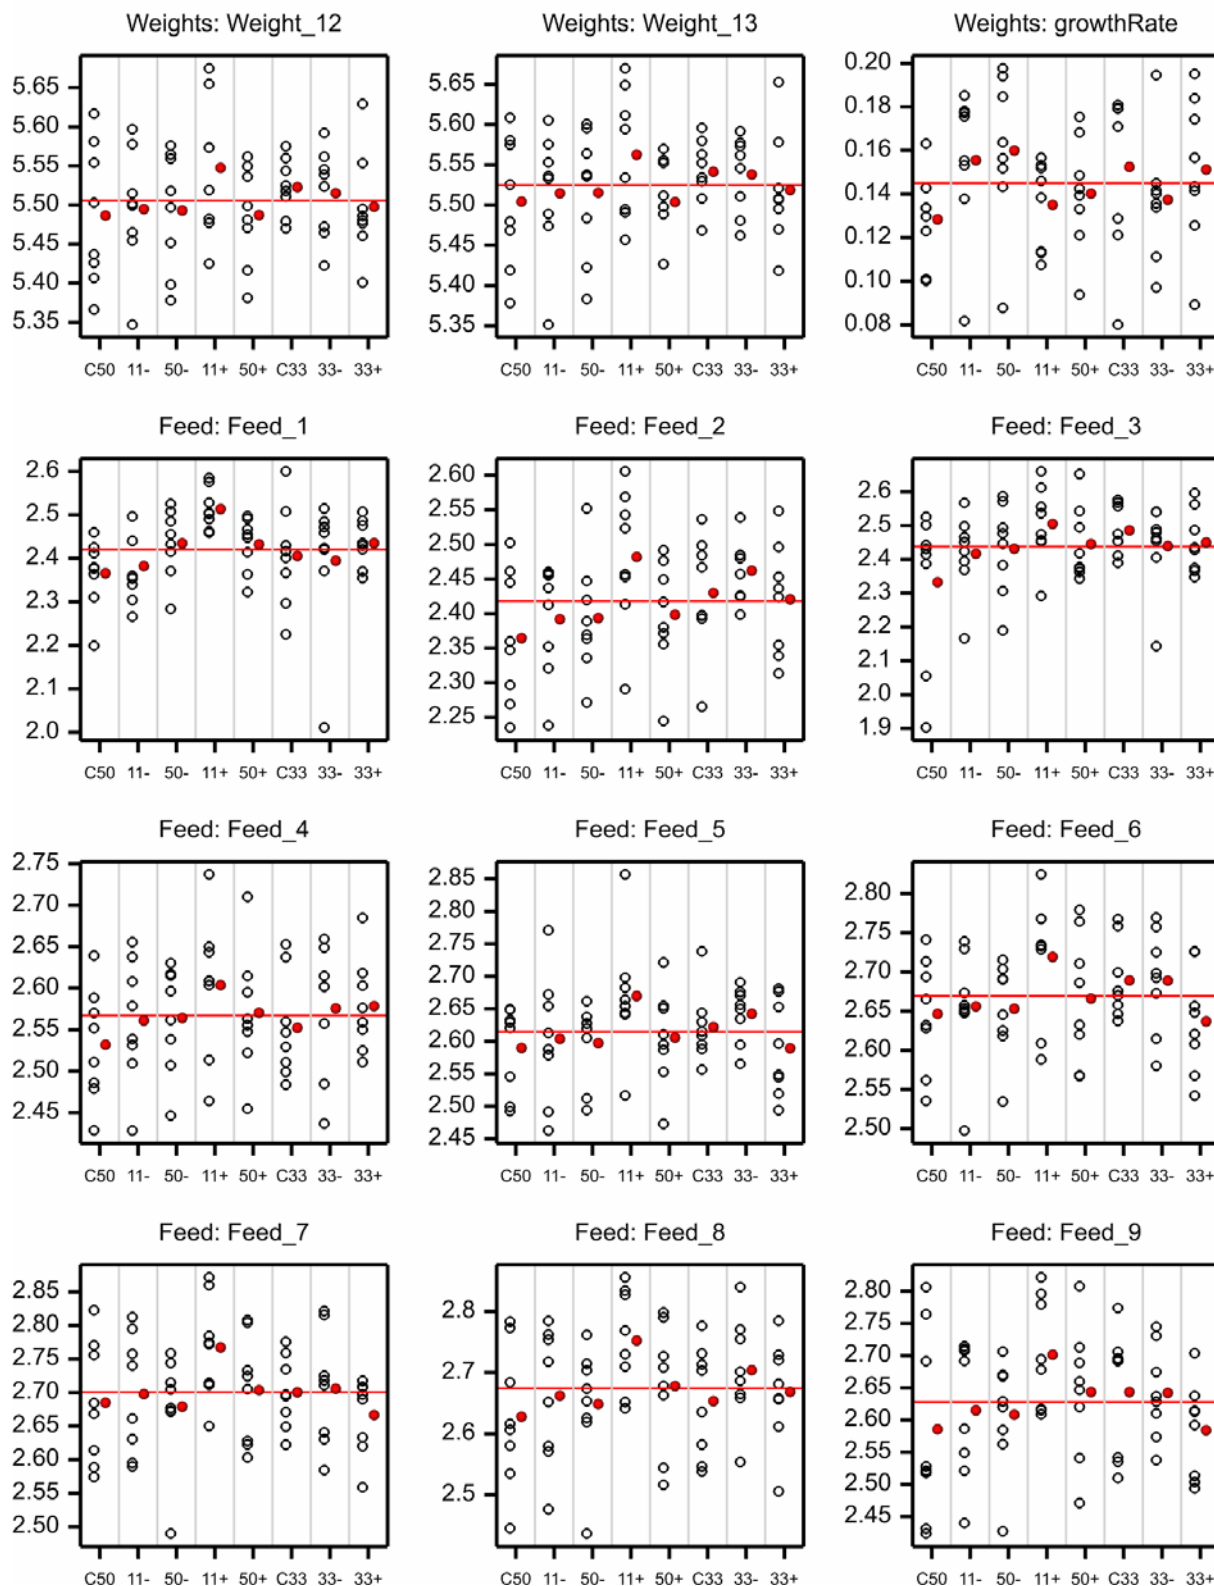 Weights: Weight_12 Weights: Weight_13 Weights: growthRate
5.65 5.65 0.20
5.60 5.60 0.18
5.55 5.55 0.16
5.50 5.50 0.14
5.45 5.45 0.12
5.40 5.40 0.10
5.35 5.35 0.08
C50 11- 50- 11+ 50+ C33 33- 33+ C50 11- 50- 11+ 50+ C33 33- 33+ C50 11- 50- 11+ 50+ C33 33- 33+
Feed: Feed_1 Feed: Feed_2 Feed: Feed_3
2.6 2.60 2.6
2.5 2.55 2.5
2.4 2.50 2.4
2.3 2.45 2.3
2.2 2.40 2.2
2.1 2.35 2.1
2.0 2.30 2.0
2.25 1.9
C50 11- 50- 11+ 50+ C33 33- 33+ C50 11- 50- 11+ 50+ C33 33- 33+ C50 11- 50- 11+ 50+ C33 33- 33+
Feed: Feed_4 Feed: Feed_5 Feed: Feed_6
2.75 2.85 2.80
2.70 2.80 2.70
2.65 2.75 2.60
2.60 2.70 2.50
2.55 2.65
2.50 2.60
2.45 2.55
2.50
2.45
C50 11- 50- 11+ 50+ C33 33- 33+ C50 11- 50- 11+ 50+ C33 33- 33+ C50 11- 50- 11+ 50+ C33 33- 33+
Feed: Feed_7 Feed: Feed_8 Feed: Feed_9
2.85 2.8 2.80
2.80 2.7 2.75
2.75 2.6 2.70
2.70 2.5 2.65
2.65 2.60
2.60 2.55
2.55 2.50
2.50 2.45
C50 11- 50- 11+ 50+ C33 33- 33+ C50 11- 50- 11+ 50+ C33 33- 33+ C50 11- 50- 11+ 50+ C33 33- 33+